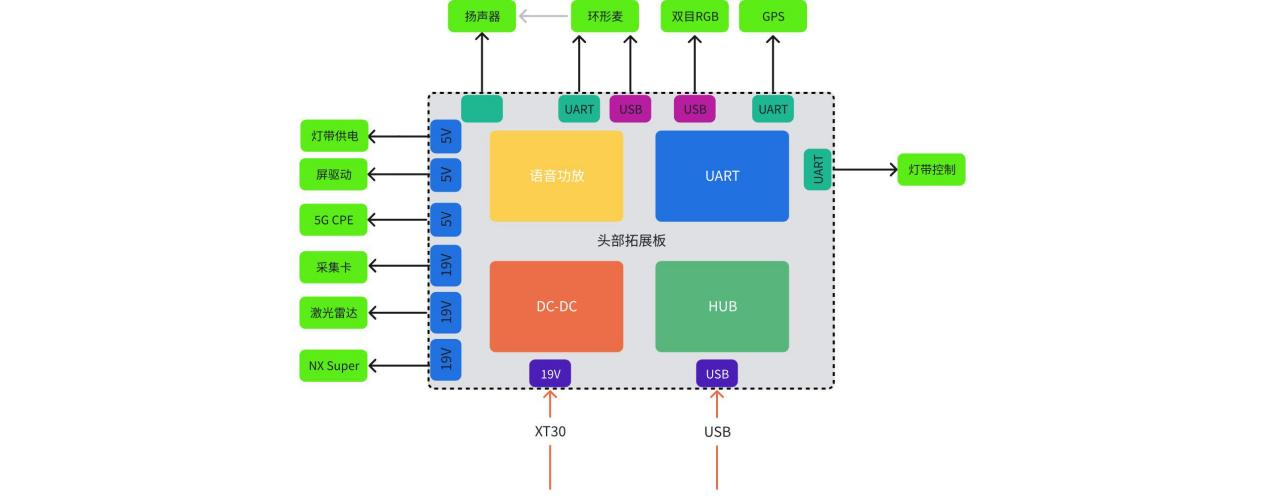 扬声器
环形麦
双目RGB
GPS
UART
USB
USB
UART
灯带供电
5V
语音功放
UART
UART
灯带控制
屏驱动
5V
5G CPE
5V
头部拓展板
采集卡
19V
激光雷达
19V
DC-DC
HUB
NX Super
19V
19V
USB
XT30
USB